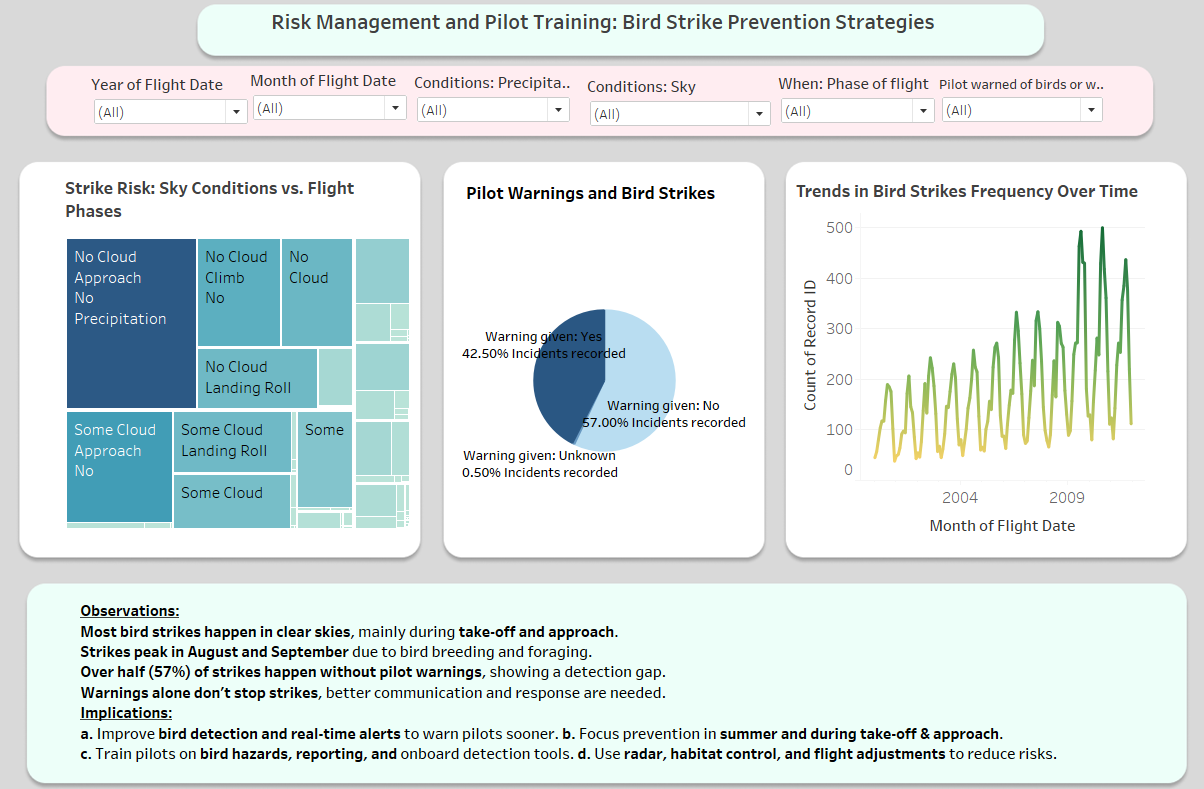 Risk Management and Pilot Training: Bird Strike Prevention Strategies
Year of Flight Date
Month of Flight Date
Conditions: Precipita..
Conditions: Sky
When: Phase of flight
Pilot warned of birds or w..
(All)
(All)
(All)
(All)
(All)
(All)
Strike Risk: Sky Conditions vs. Flight
Phases
No Cloud
Approach
No
Precipitation
No Cloud
Climb
No
No
Cloud
No Cloud
Landing Roll
Some Cloud
Approach
No
Some Cloud
Landing Roll
Some
Some Cloud
Pilot Warnings and Bird Strikes
Warning given: Yes
42.50% Incidents recorded
Warning given: No
57.00% Incidents recorded
Warning given: Unknown
0.50% Incidents recorded
Trends in Bird Strikes Frequency Over Time
Count of Record ID
500
400
300
200
100
0
2004
2009
Month of Flight Date
Observations:
Most bird strikes happen in clear skies, mainly during take-off and approach.
Strikes peak in August and September due to bird breeding and foraging.
Over half (57%) of strikes happen without pilot warnings, showing a detection gap.
Warnings alone don't stop strikes, better communication and response are needed.
Implications:
a. Improve bird detection and real-time alerts to warn pilots sooner. b. Focus prevention in summer and during take-off & approach.
c. Train pilots on bird hazards, reporting, and onboard detection tools. d. Use radar, habitat control, and flight adjustments to reduce risks.